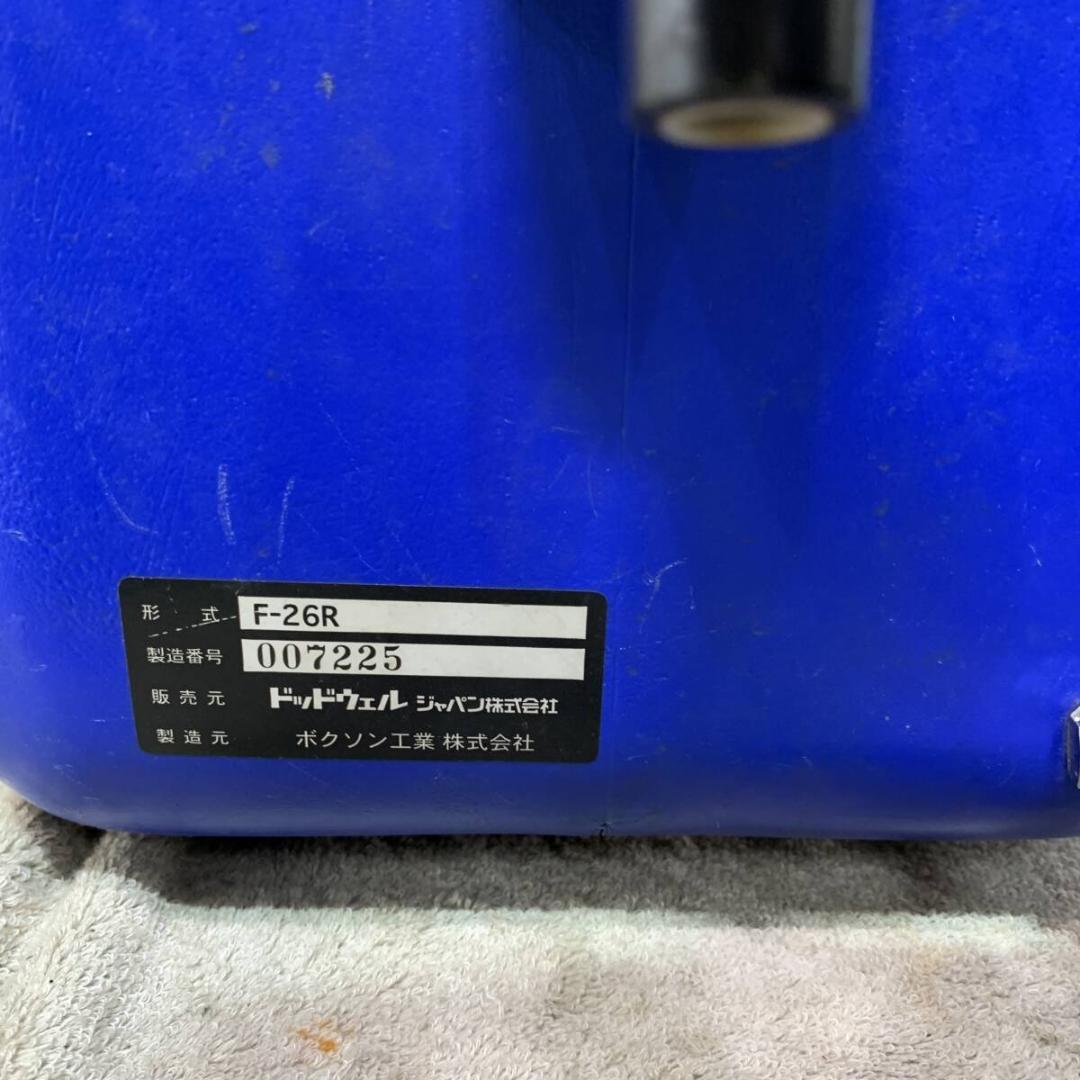 形式 F-26R
製造番号 007225
販売元 ドッドウェル ジャパン株式会社
製造元 ボクソン工業 株式会社